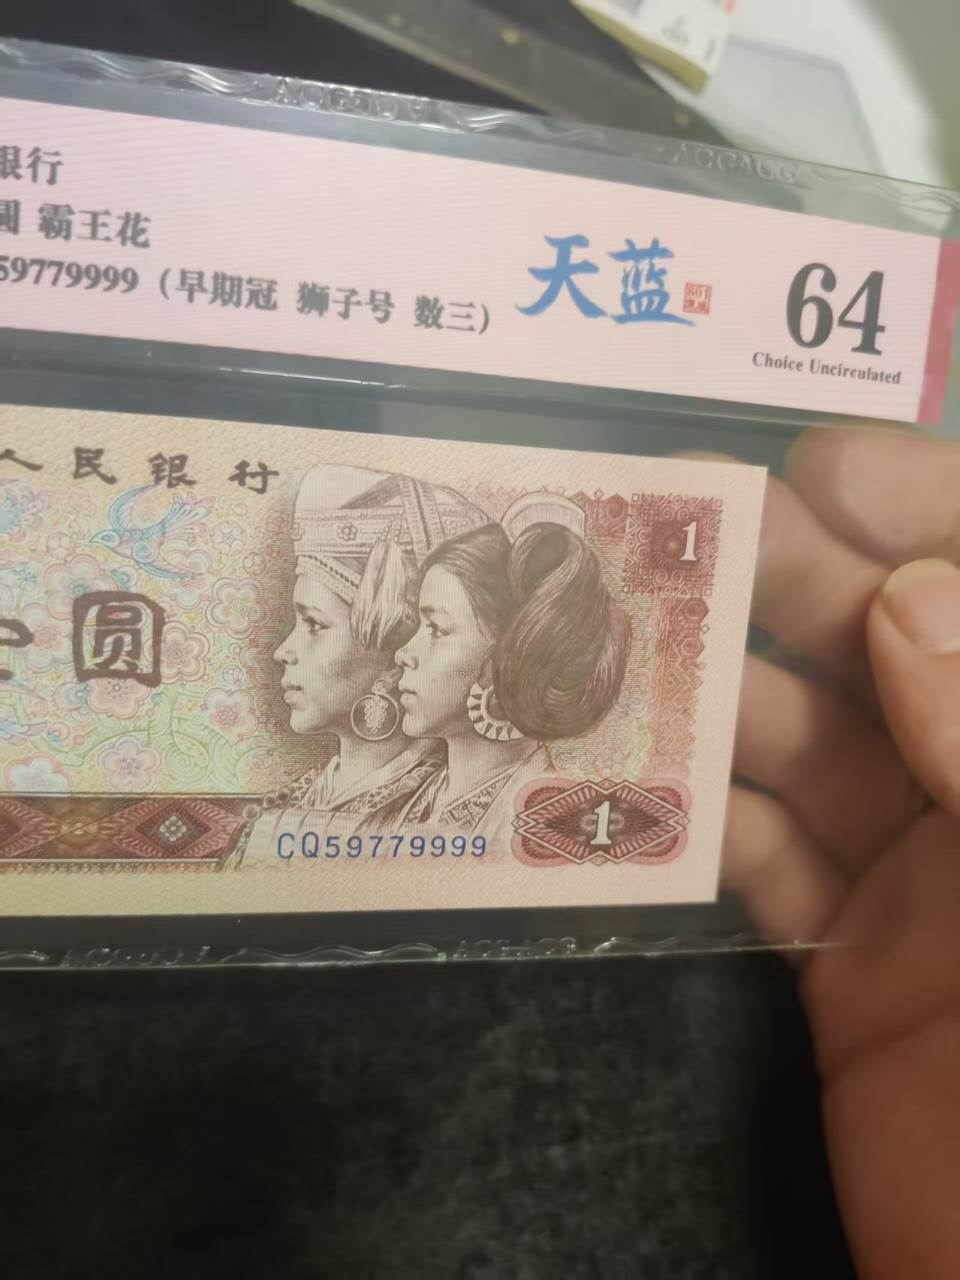 银行
圆 霸王花
59779999（早期冠 狮子号 数三）
天蓝
801
64
Choice Uncirculated
人民银行
1
圆
CQ59779999
1